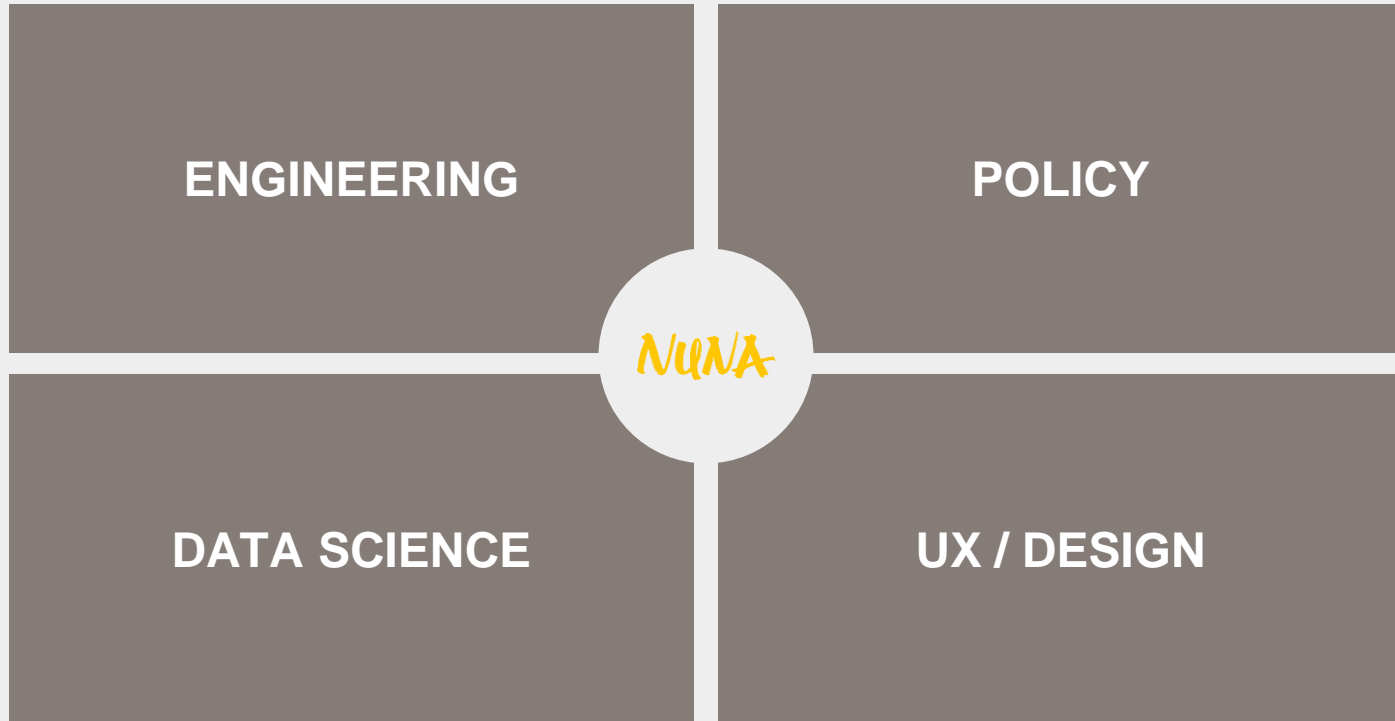 ENGINEERING
POLICY
NUNA
DATA SCIENCE
UX / DESIGN